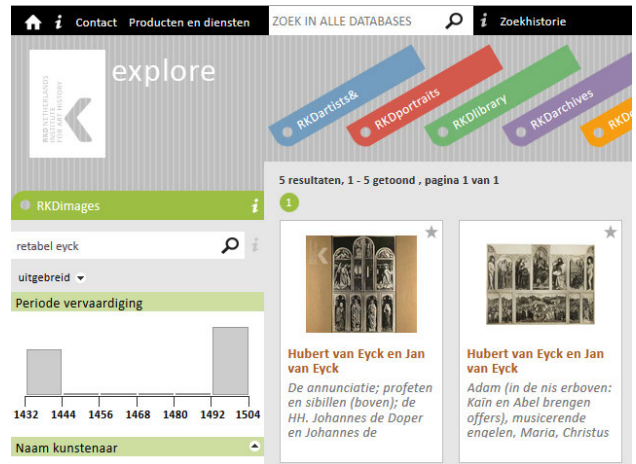 i Contact Producten en diensten
ZOEK IN ALLE DATABASES
i Zoekhistorie
explore
RKD NETHERLANDS
INSTITUTE
FOR ART HISTORY
RKDartists&
RKDportraits
RKDlibrary
RKDarchives
5 resultaten, 1 - 5 getoond , pagina 1 van 1
1
RKDimages i
retabel eyck
i
uitgebreid
Periode vervaardiging
1432 1444 1456 1468 1480 1492 1504
Naam kunstenaar
Hubert van Eyck en Jan
van Eyck
De annunciatie; profeten
en sibillen (boven); de
HH. Johannes de Doper
en Johannes de
Hubert van Eyck en Jan
van Eyck
Adam (in de nis erboven:
Kaïn en Abel brengen
offers), musicerende
engelen, Maria, Christus